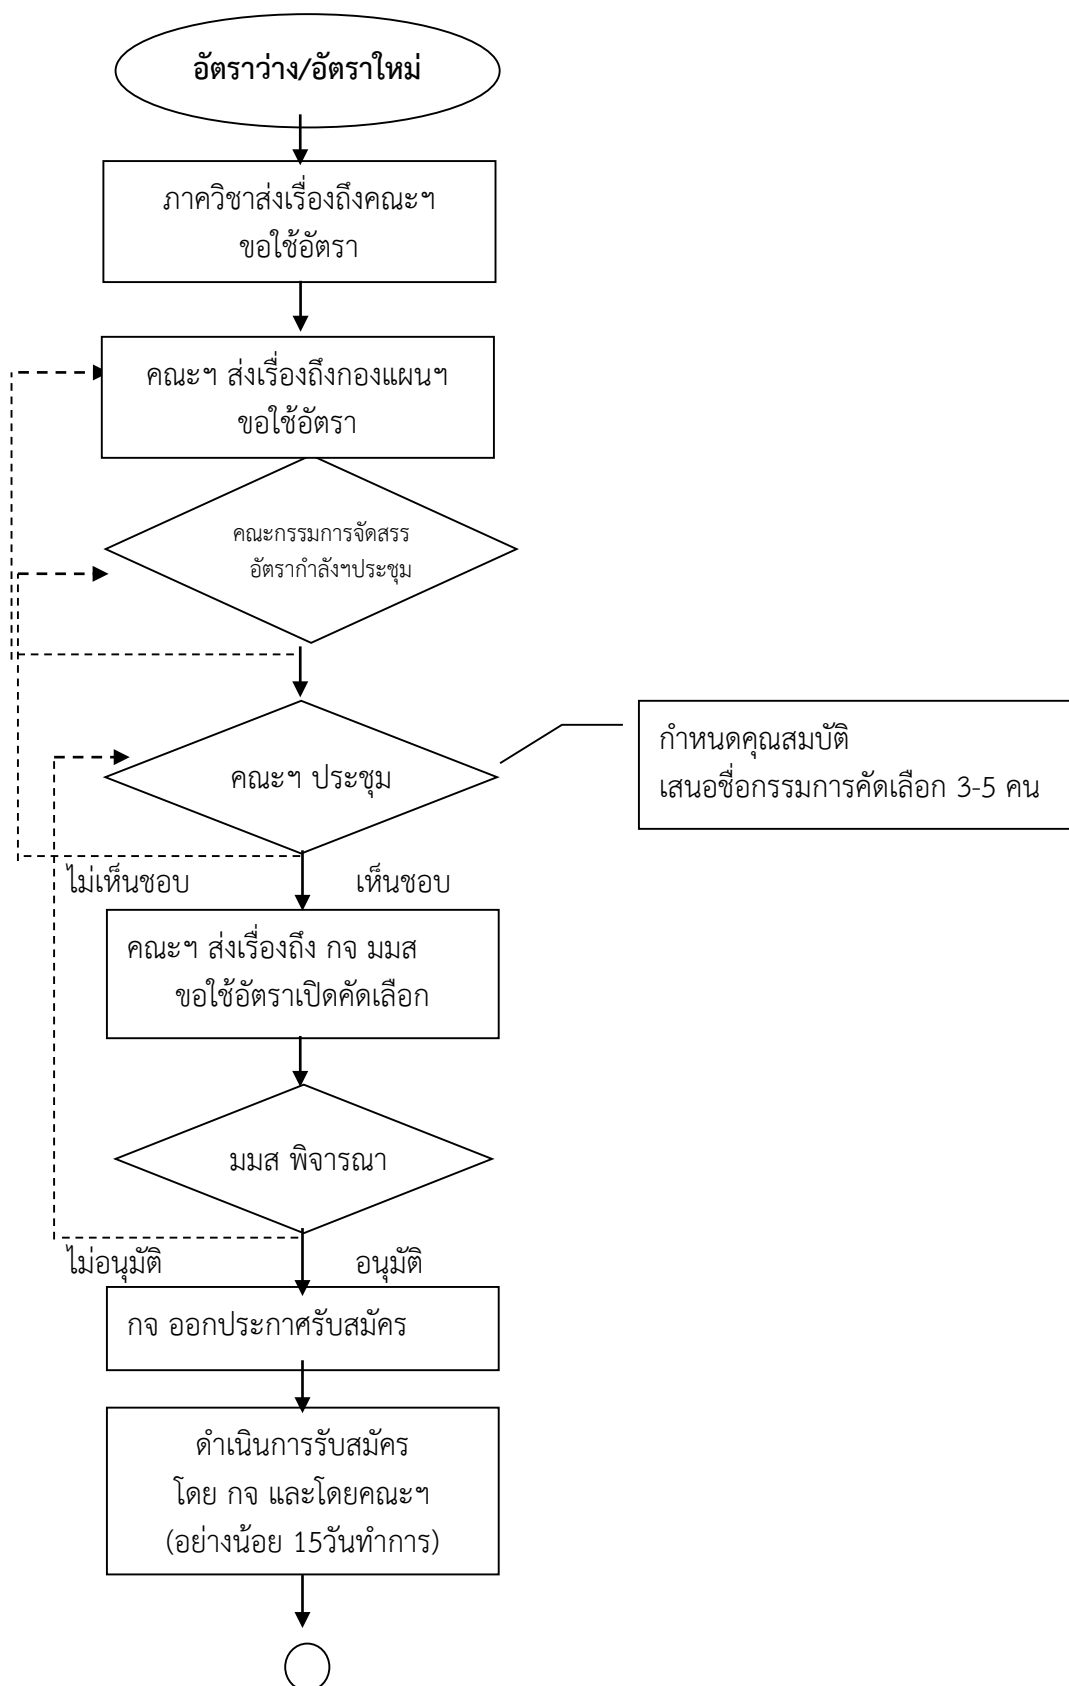 อัตราว่าง/อัตราใหม่
ภาควิชาส่งเรื่องถึงคณะฯ
ขอใช้อัตรา
คณะฯ ส่งเรื่องถึงกองแผนฯ
ขอใช้อัตรา
คณะกรรมการจัดสรร
อัตรากำลังฯประชุม
คณะฯ ประชุม
กำหนดคุณสมบัติ
เสนอชื่อกรรมการคัดเลือก 3-5 คน
ไม่เห็นชอบ
เห็นชอบ
คณะฯ ส่งเรื่องถึง กจ มมส
ขอใช้อัตราเปิดคัดเลือก
มมส พิจารณา
ไม่อนุมัติ
อนุมัติ
กจ ออกประกาศรับสมัคร
ดำเนินการรับสมัคร
โดย กจ และโดยคณะฯ
(อย่างน้อย 15วันทำการ)